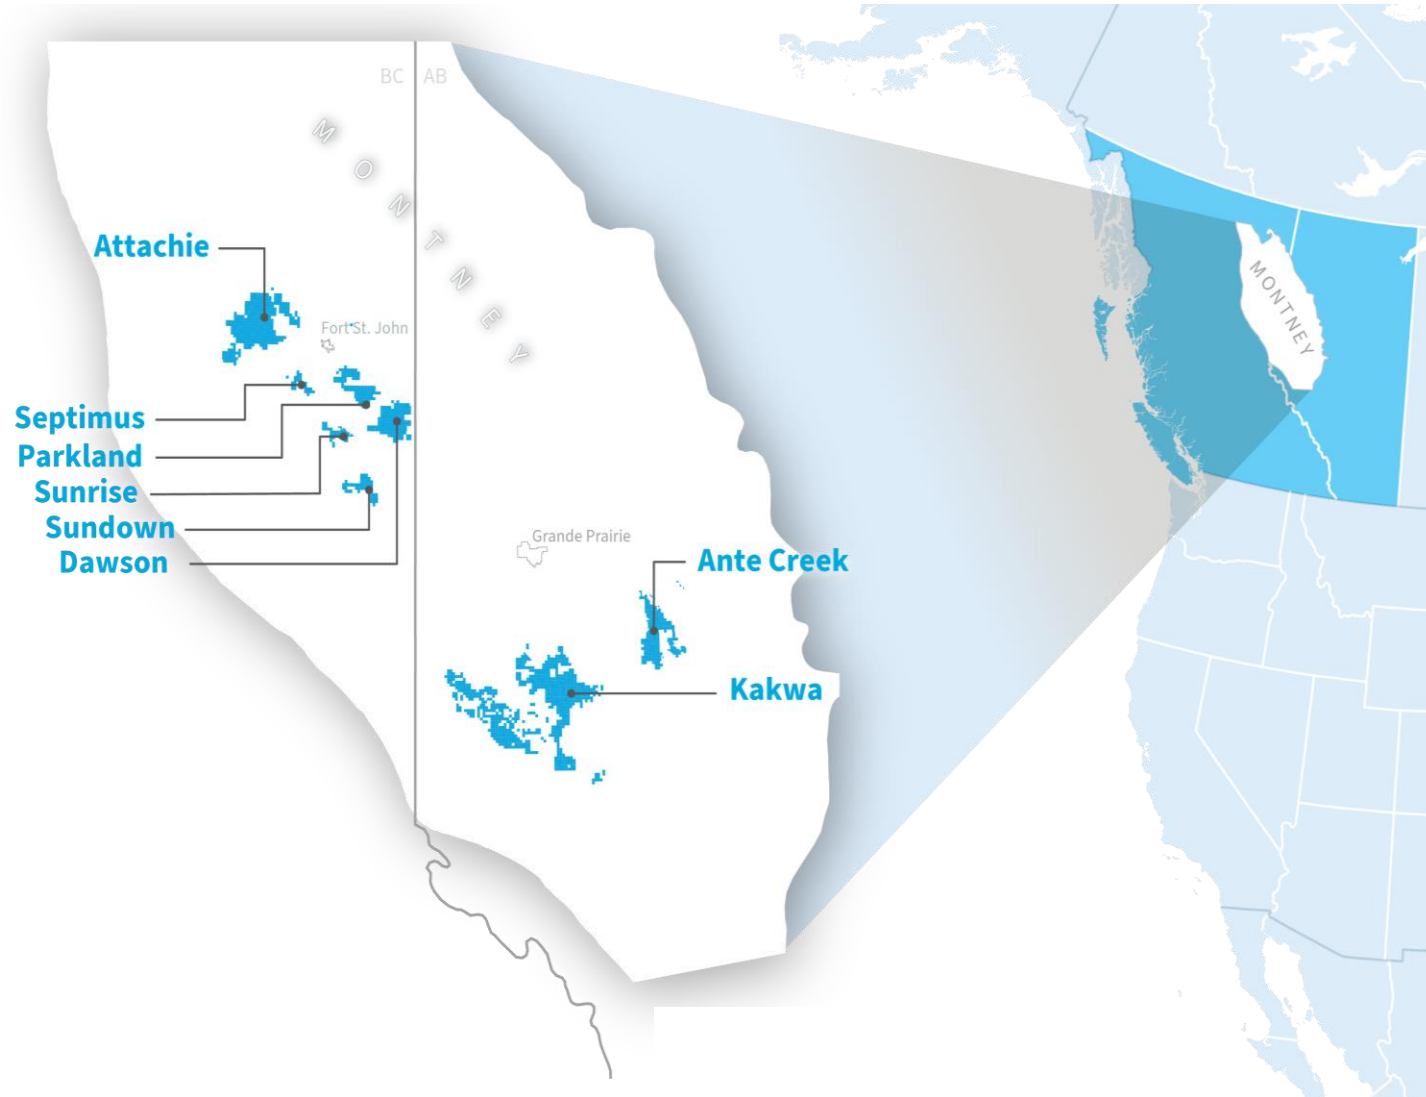 BC AB
MONTNEY
Attachie
Fort St. John
Septimus
Parkland
Sunrise
Sundown
Dawson
Grande Prairie
Ante Creek
Kakwa
MONTNEY